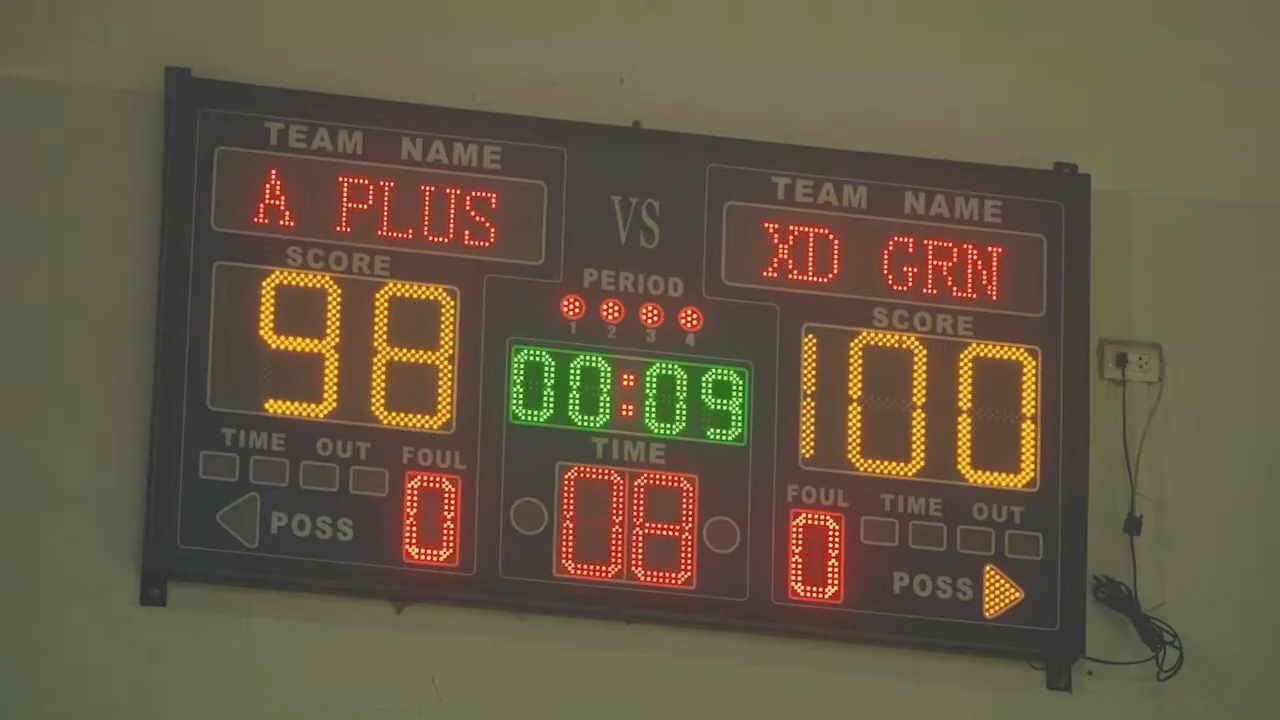 TEAM NAME
A PLUS
SCORE
98
TIME OUT
FOUL
0
POSS
VS
PERIOD
1 2 3 4
00:09
TIME
08
TEAM NAME
XD GRN
SCORE
100
FOUL
TIME OUT
0
POSS